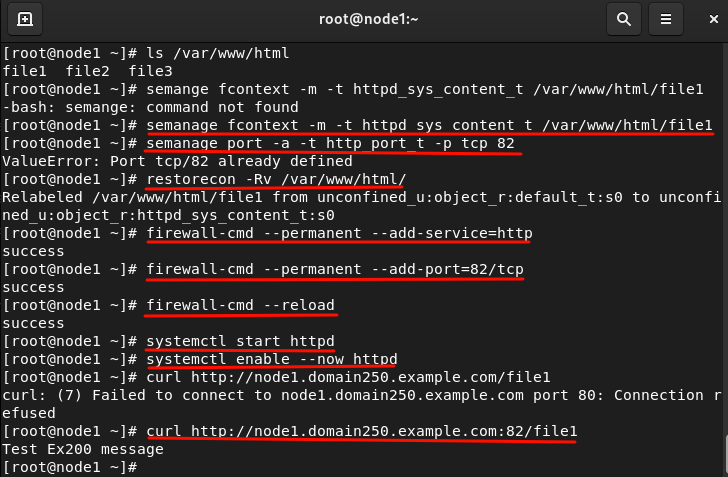 root@node1:~
[root@node1 ~]# ls /var/www/html
file1  file2  file3
[root@node1 ~]# semange fcontext -m -t httpd_sys_content_t /var/www/html/file1
-bash: semange: command not found
[root@node1 ~]# semanage fcontext -m -t httpd_sys_content_t /var/www/html/file1
[root@node1 ~]# semanage port -a -t http_port_t -p tcp 82
ValueError: Port tcp/82 already defined
[root@node1 ~]# restorecon -Rv /var/www/html/
Relabeled /var/www/html/file1 from unconfined_u:object_r:default_t:s0 to unconfi
ned_u:object_r:httpd_sys_content_t:s0
[root@node1 ~]# firewall-cmd --permanent --add-service=http
success
[root@node1 ~]# firewall-cmd --permanent --add-port=82/tcp
success
[root@node1 ~]# firewall-cmd --reload
success
[root@node1 ~]# systemctl start httpd
[root@node1 ~]# systemctl enable --now httpd
[root@node1 ~]# curl http://node1.domain250.example.com/file1
curl: (7) Failed to connect to node1.domain250.example.com port 80: Connection r
efused
[root@node1 ~]# curl http://node1.domain250.example.com:82/file1
Test Ex200 message
[root@node1 ~]#